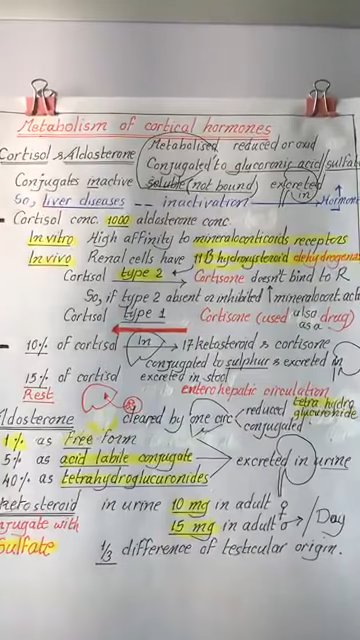 Metabolism of cortical hormones
Metabolised reduced or oxid
Cortisol & Aldosterone
Conjugated to glucoronic acid/sulfate
Conjugates inactive soluble (not bound) excreted in
So, liver diseases -- inactivation → ↑ Hormone
- Cortisol conc. 1000 aldosterone conc
In vitro High affinity to mineralocorticoids receptors
In vivo Renal cells have 11β hydroxysteroid dehydrogenase
Cortisol type 2 → Cortisone doesn't bind to R
So, if type 2 absent or inhibited ↑ mineralocort. act
Cortisol type 1 Cortisone (used also as a drug)
- 10% of cortisol In → 17 ketosteroid & cortisone
conjugated to sulphur & excreted in
15% of cortisol excreted in stool
Rest enterohepatic circulation
aldosterone cleared by one circ reduced tetra hydro glucuronide
conjugated
1% as Free form
5% as acid labile conjugate excreted in urine
40% as tetrahydroglucuronides
ketosteroid in urine 10 mg in adult ♀
njugate with 15 mg in adult ♂ /Day
Sulfate 1/3 difference of testicular origin.